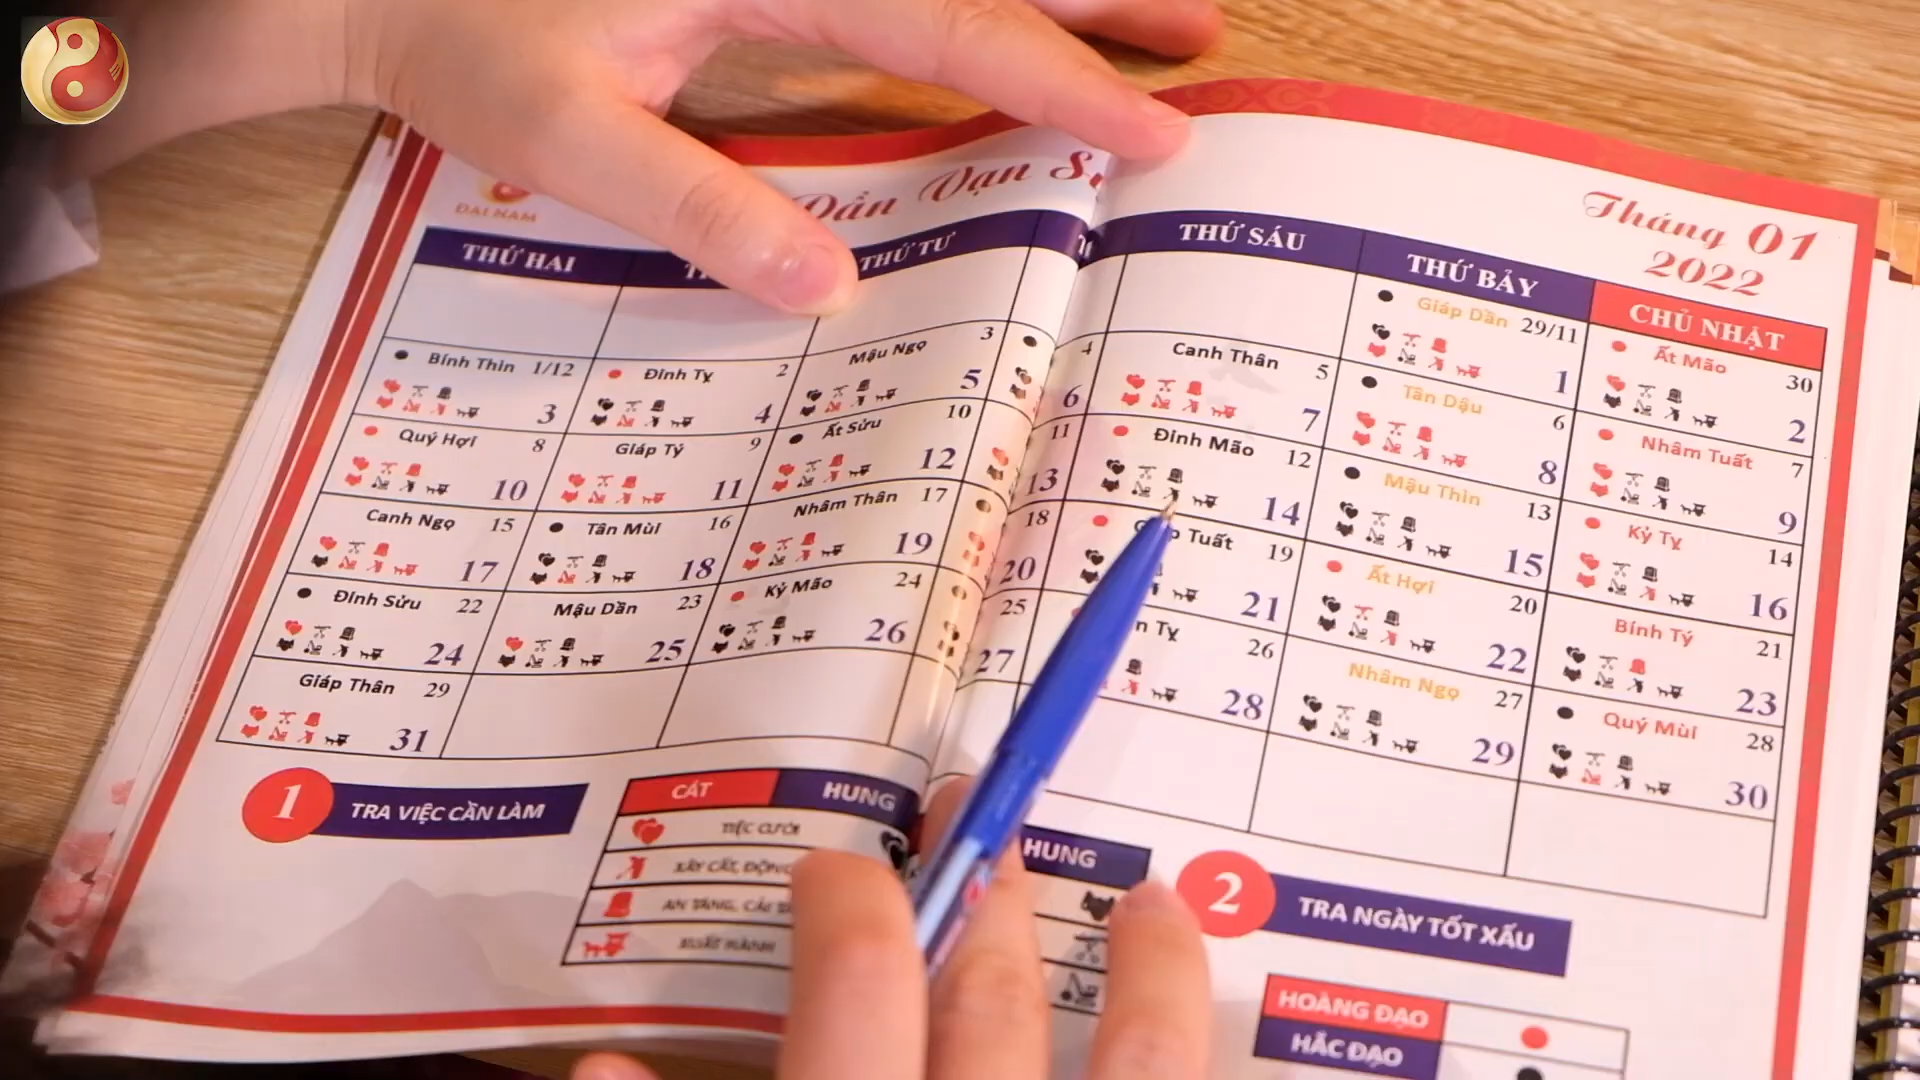 ĐẠI NAM
Dần Vạn S
Tháng 01
2022
THỨ HAI THỨ TƯ THỨ SÁU THỨ BẢY CHỦ NHẬT
Giáp Dần 29/11 1
Ất Mão 30 2
Bính Thìn 1/12 3
Đinh Tỵ 2 4
Mậu Ngọ 3 5
4 6
Canh Thân 5 7
Tân Dậu 6 8
Nhâm Tuất 7 9
Quý Hợi 8 10
Giáp Tý 9 11
Ất Sửu 10 12
11 13
Đinh Mão 12 14
Mậu Thìn 13 15
Kỷ Tỵ 14 16
Canh Ngọ 15 17
Tân Mùi 16 18
Nhâm Thân 17 19
18 20
Tuất 19 21
Ất Hợi 20 22
Bính Tý 21 23
Đinh Sửu 22 24
Mậu Dần 23 25
Kỷ Mão 24 26
25 27
Tỵ 26 28
Nhâm Ngọ 27 29
Quý Mùi 28 30
Giáp Thân 29 31
1 TRA VIỆC CẦN LÀM
CÁT HUNG
TIỆC CƯỚI
XÂY CẤT, ĐỘNG
AN TÁNG, CẢI
XUẤT HÀNH
HUNG
2 TRA NGÀY TỐT XẤU
HOÀNG ĐẠO
HẮC ĐẠO